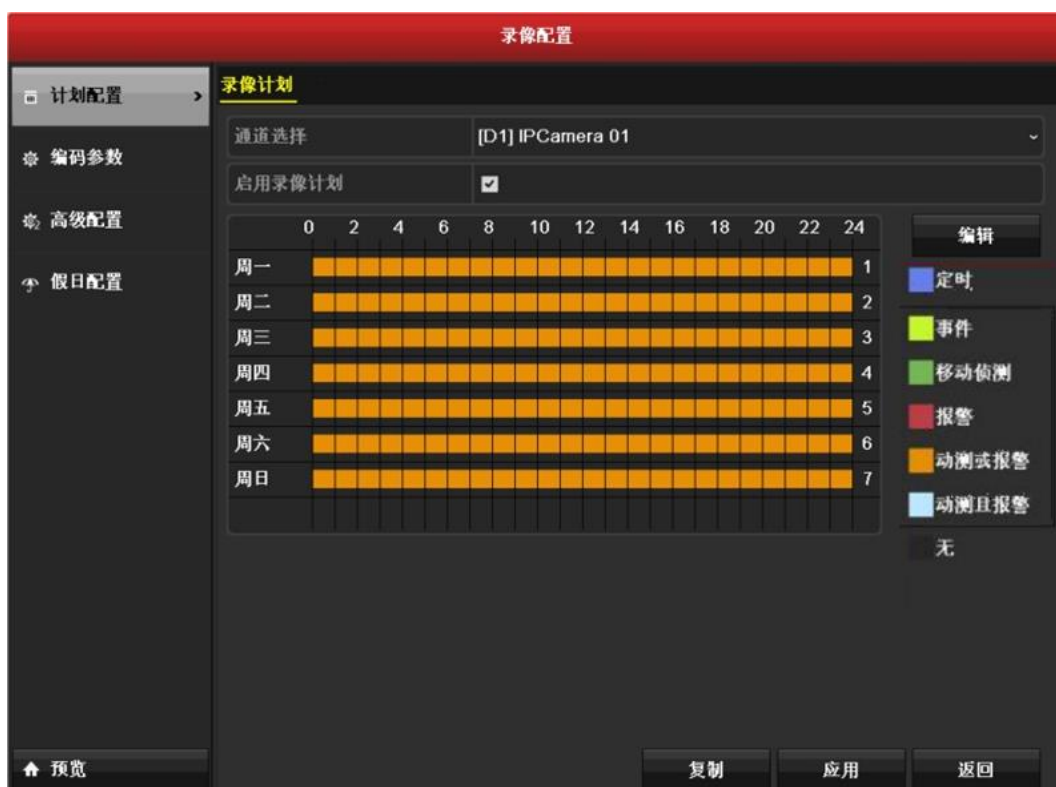 录像配置
计划配置
编码参数
高级配置
假日配置
录像计划
通道选择 [D1] IPCamera 01
启用录像计划
0 2 4 6 8 10 12 14 16 18 20 22 24
周一 1
周二 2
周三 3
周四 4
周五 5
周六 6
周日 7
编辑
定时
事件
移动侦测
报警
动测或报警
动测且报警
无
预览
复制 应用 返回